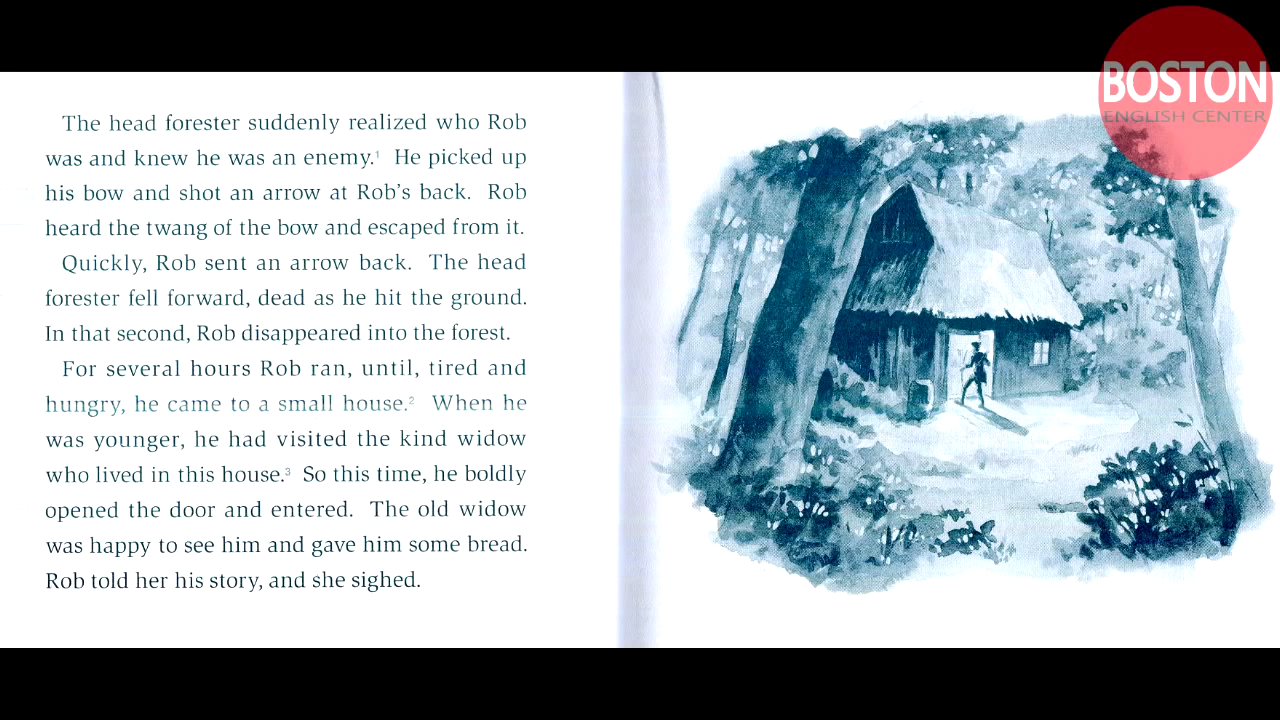 The head forester suddenly realized who Rob
was and knew he was an enemy.¹ He picked up
his bow and shot an arrow at Rob's back. Rob
heard the twang of the bow and escaped from it.
Quickly, Rob sent an arrow back. The head
forester fell forward, dead as he hit the ground.
In that second, Rob disappeared into the forest.
For several hours Rob ran, until, tired and
hungry, he came to a small house.² When he
was younger, he had visited the kind widow
who lived in this house.³ So this time, he boldly
opened the door and entered. The old widow
was happy to see him and gave him some bread.
Rob told her his story, and she sighed.
BOSTON
ENGLISH CENTER